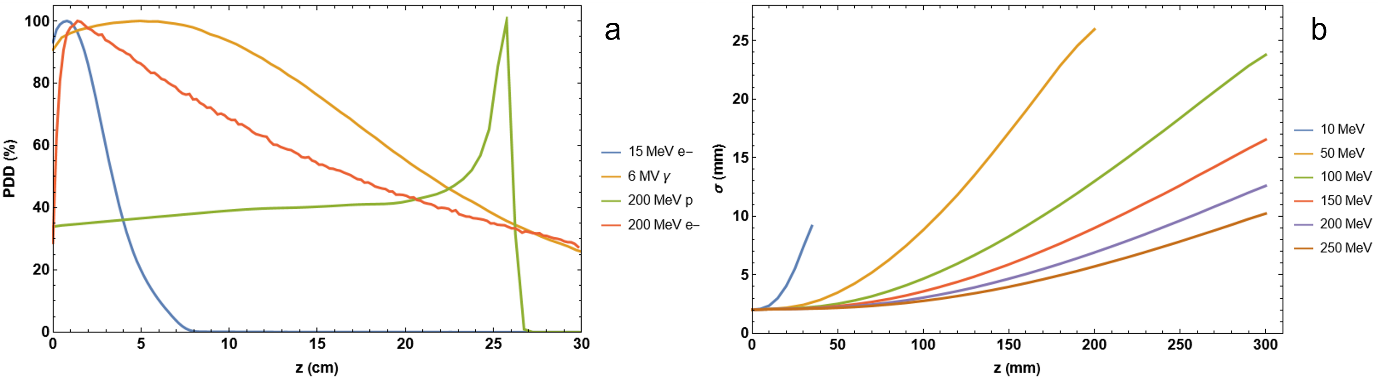 a
PDD (%)
100
80
60
40
20
0
0 5 10 15 20 25 30
z (cm)
15 MeV e−
6 MV γ
200 MeV p
200 MeV e−
b
σ (mm)
25
20
15
10
5
0
0 50 100 150 200 250 300
z (mm)
10 MeV
50 MeV
100 MeV
150 MeV
200 MeV
250 MeV